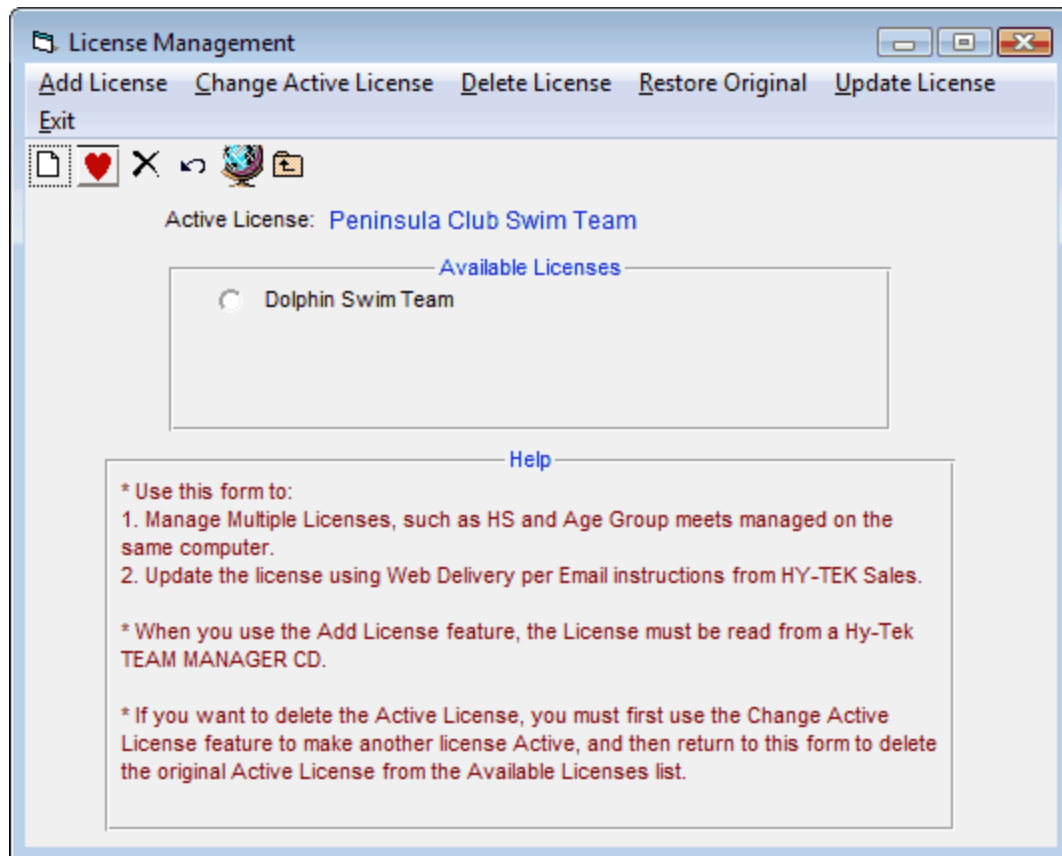 License Management
Add License Change Active License Delete License Restore Original Update License
Exit
Active License: Peninsula Club Swim Team
Available Licenses
Dolphin Swim Team
Help
* Use this form to:
1. Manage Multiple Licenses, such as HS and Age Group meets managed on the
same computer.
2. Update the license using Web Delivery per Email instructions from HY-TEK Sales.
* When you use the Add License feature, the License must be read from a Hy-Tek
TEAM MANAGER CD.
* If you want to delete the Active License, you must first use the Change Active
License feature to make another license Active, and then return to this form to delete
the original Active License from the Available Licenses list.